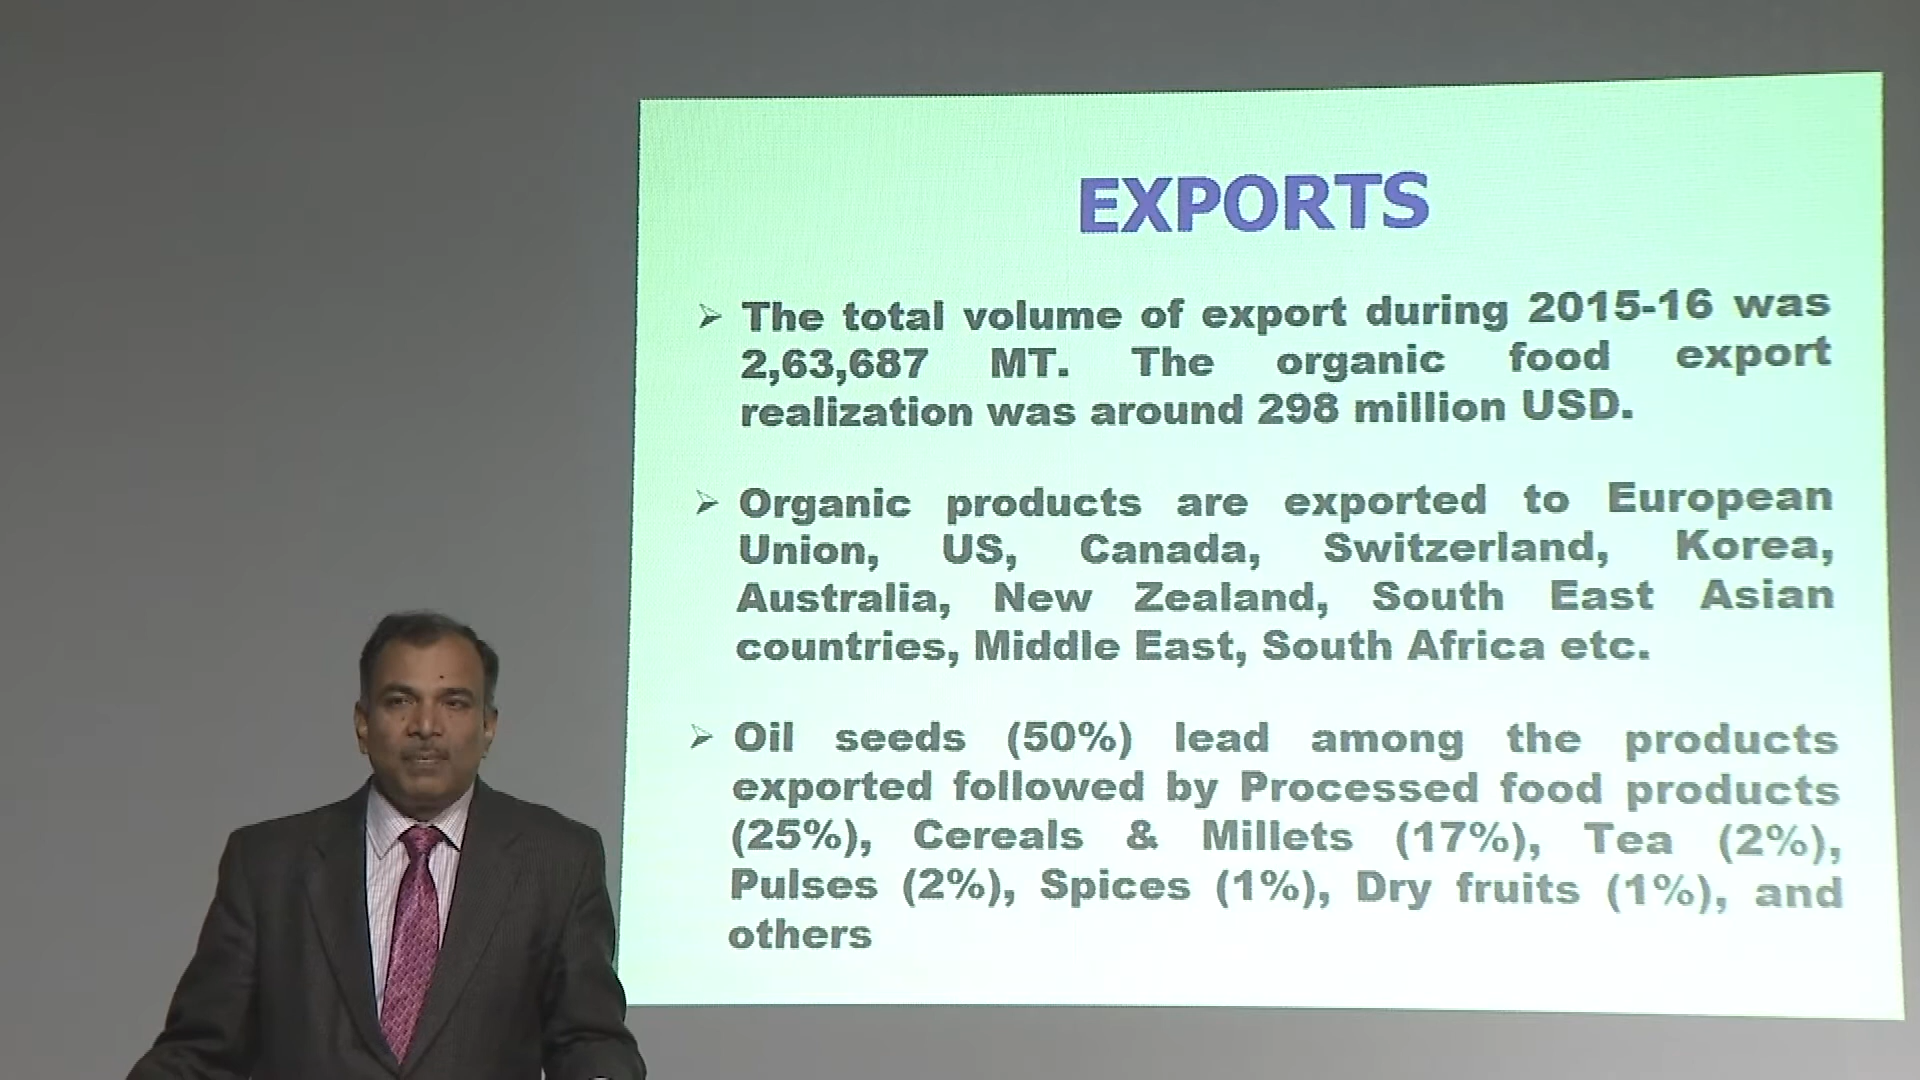 EXPORTS
The total volume of export during 2015-16 was
2,63,687 MT. The organic food export
realization was around 298 million USD.
Organic products are exported to European
Union, US, Canada, Switzerland, Korea,
Australia, New Zealand, South East Asian
countries, Middle East, South Africa etc.
Oil seeds (50%) lead among the products
exported followed by Processed food products
(25%), Cereals & Millets (17%), Tea (2%),
Pulses (2%), Spices (1%), Dry fruits (1%), and
others